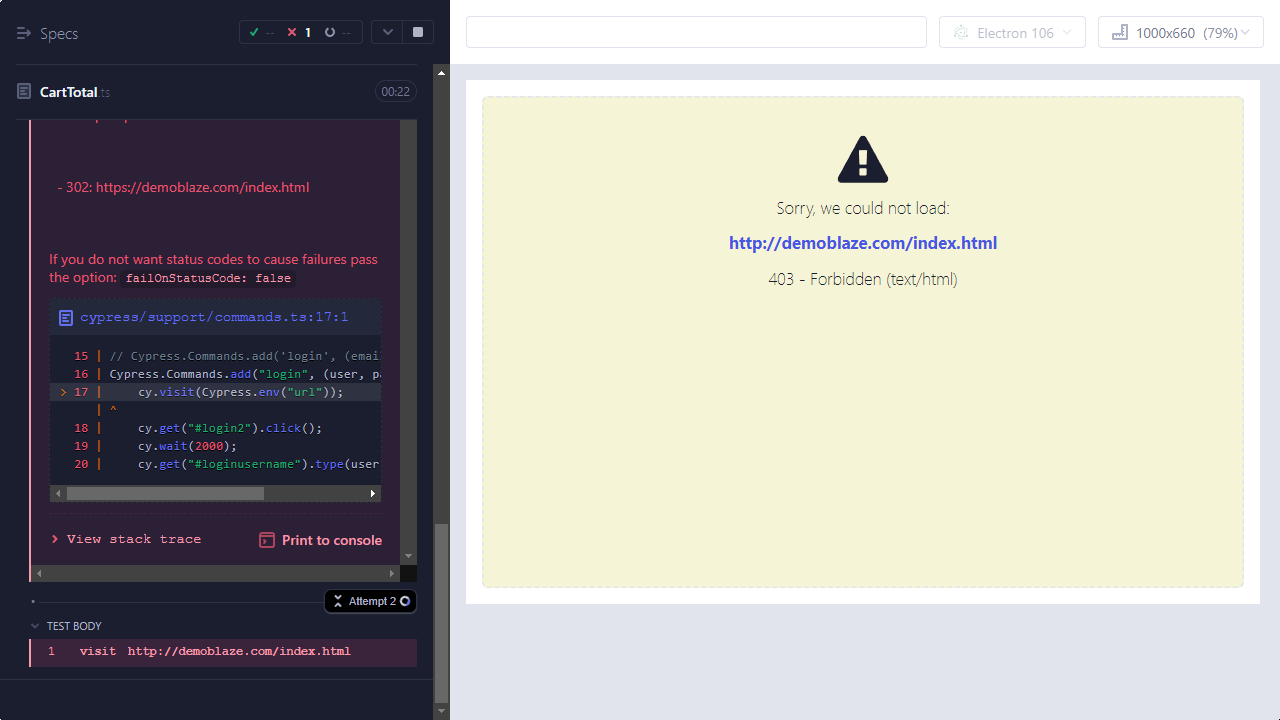 Specs
-- 1 --
Electron 106
1000x660 (79%)
CartTotal.ts
00:22
- 302: https://demoblaze.com/index.html
If you do not want status codes to cause failures pass
the option: failOnStatusCode: false
cypress/support/commands.ts:17:1
15 | // Cypress.Commands.add('login', (emai
16 | Cypress.Commands.add("login", (user, pa
> 17 | cy.visit(Cypress.env("url"));
| ^
18 | cy.get("#login2").click();
19 | cy.wait(2000);
20 | cy.get("#loginusername").type(user
View stack trace
Print to console
Attempt 2
TEST BODY
1 visit http://demoblaze.com/index.html
Sorry, we could not load:
http://demoblaze.com/index.html
403 - Forbidden (text/html)